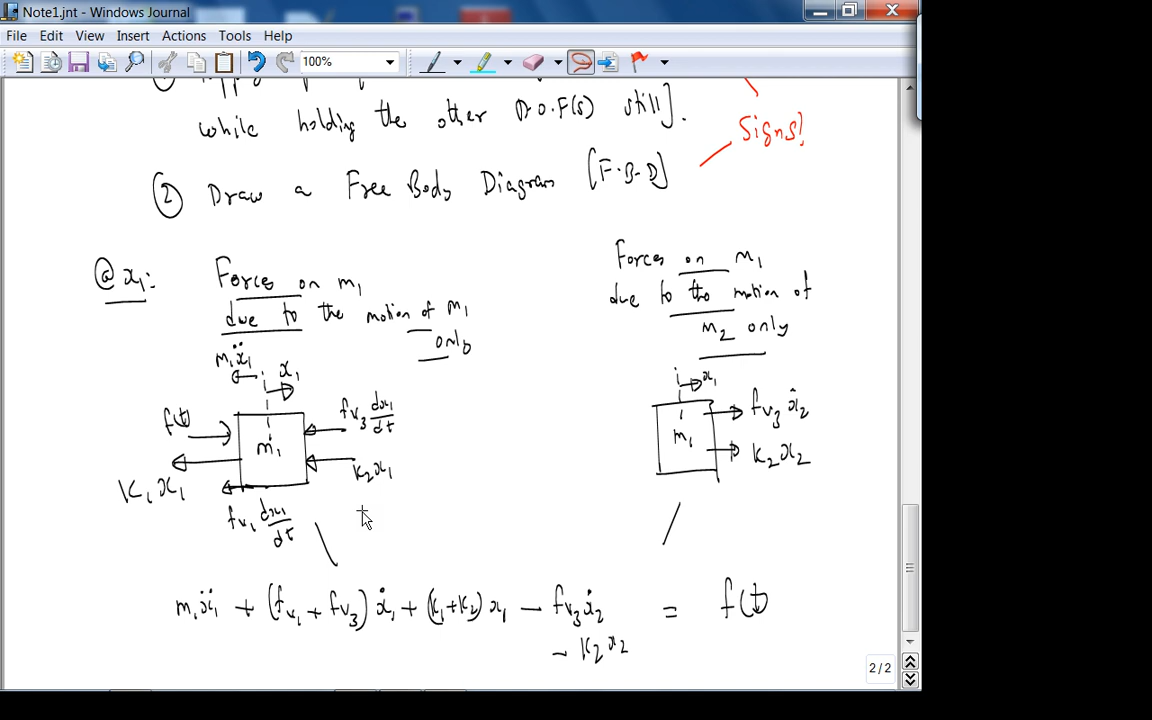 Note1.jnt - Windows Journal
File Edit View Insert Actions Tools Help
100%
while holding the other D.O.F(s) still].
Signs!
② Draw a Free Body Diagram [F.B.D]
@ x₁:
Forces on m₁
due to the motion of m₁
only
Forces on m₁
due to the motion of
m₂ only
m₁ẍ₁
x₁
f(t)
fv₃ dx₁/dt
m₁
K₁x₁
K₂x₁
fv₁ dx₁/dt
x₁
m₁
fv₃ẋ₂
K₂x₂
m₁ẍ₁ + (fv₁ + fv₃)ẋ₁ + (K₁+K₂)x₁ - fv₃ẋ₂ = f(t)
- K₂x₂
2/2